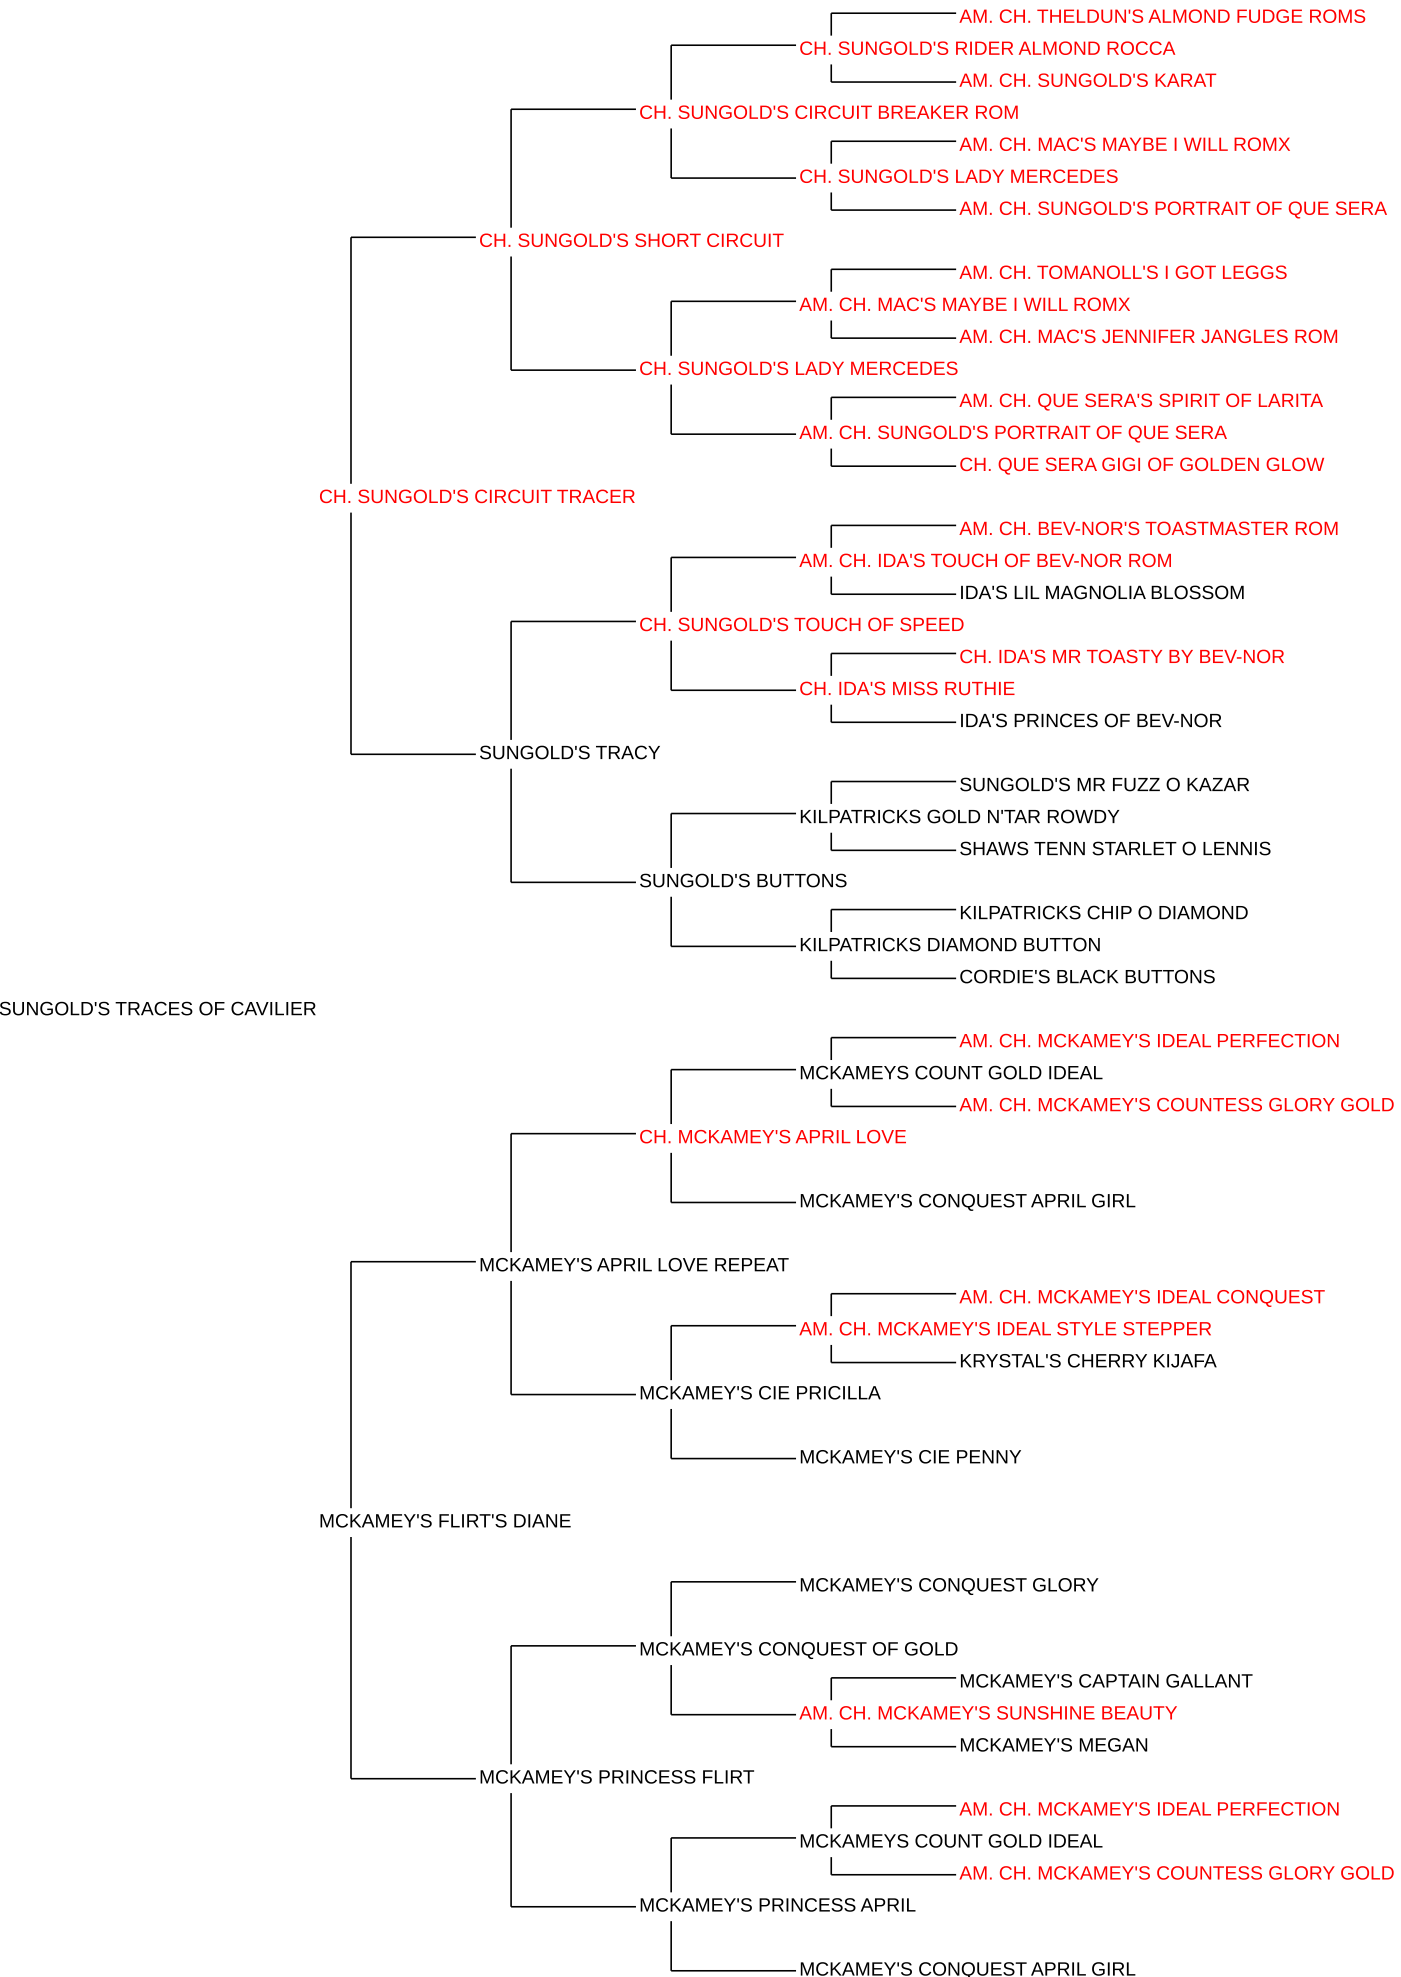 AM. CH. THELDUN'S ALMOND FUDGE ROMS
CH. SUNGOLD'S RIDER ALMOND ROCCA
AM. CH. SUNGOLD'S KARAT
CH. SUNGOLD'S CIRCUIT BREAKER ROM
AM. CH. MAC'S MAYBE I WILL ROMX
CH. SUNGOLD'S LADY MERCEDES
AM. CH. SUNGOLD'S PORTRAIT OF QUE SERA
CH. SUNGOLD'S SHORT CIRCUIT
AM. CH. TOMANOLL'S I GOT LEGGS
AM. CH. MAC'S MAYBE I WILL ROMX
AM. CH. MAC'S JENNIFER JANGLES ROM
CH. SUNGOLD'S LADY MERCEDES
AM. CH. QUE SERA'S SPIRIT OF LARITA
AM. CH. SUNGOLD'S PORTRAIT OF QUE SERA
CH. QUE SERA GIGI OF GOLDEN GLOW
CH. SUNGOLD'S CIRCUIT TRACER
AM. CH. BEV-NOR'S TOASTMASTER ROM
AM. CH. IDA'S TOUCH OF BEV-NOR ROM
IDA'S LIL MAGNOLIA BLOSSOM
CH. SUNGOLD'S TOUCH OF SPEED
CH. IDA'S MR TOASTY BY BEV-NOR
CH. IDA'S MISS RUTHIE
IDA'S PRINCES OF BEV-NOR
SUNGOLD'S TRACY
SUNGOLD'S MR FUZZ O KAZAR
KILPATRICKS GOLD N'TAR ROWDY
SHAWS TENN STARLET O LENNIS
SUNGOLD'S BUTTONS
KILPATRICKS CHIP O DIAMOND
KILPATRICKS DIAMOND BUTTON
CORDIE'S BLACK BUTTONS
SUNGOLD'S TRACES OF CAVILIER
AM. CH. MCKAMEY'S IDEAL PERFECTION
MCKAMEYS COUNT GOLD IDEAL
AM. CH. MCKAMEY'S COUNTESS GLORY GOLD
CH. MCKAMEY'S APRIL LOVE
MCKAMEY'S CONQUEST APRIL GIRL
MCKAMEY'S APRIL LOVE REPEAT
AM. CH. MCKAMEY'S IDEAL CONQUEST
AM. CH. MCKAMEY'S IDEAL STYLE STEPPER
KRYSTAL'S CHERRY KIJAFA
MCKAMEY'S CIE PRICILLA
MCKAMEY'S CIE PENNY
MCKAMEY'S FLIRT'S DIANE
MCKAMEY'S CONQUEST GLORY
MCKAMEY'S CONQUEST OF GOLD
MCKAMEY'S CAPTAIN GALLANT
AM. CH. MCKAMEY'S SUNSHINE BEAUTY
MCKAMEY'S MEGAN
MCKAMEY'S PRINCESS FLIRT
AM. CH. MCKAMEY'S IDEAL PERFECTION
MCKAMEYS COUNT GOLD IDEAL
AM. CH. MCKAMEY'S COUNTESS GLORY GOLD
MCKAMEY'S PRINCESS APRIL
MCKAMEY'S CONQUEST APRIL GIRL